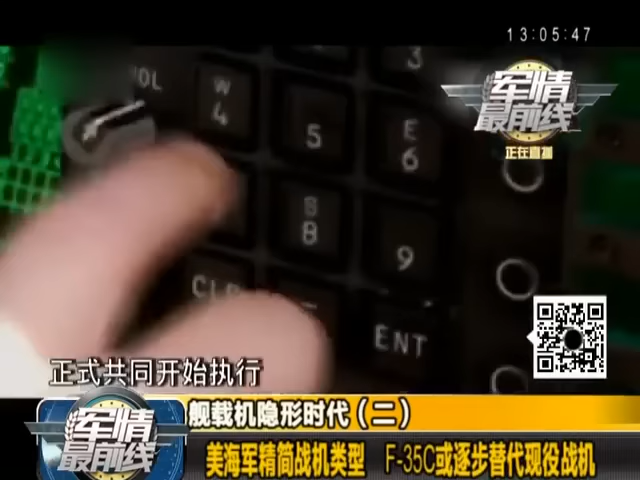 13:05:47
军情
最前线
正在直播
3
VOL
W
4
5
E
6
S
8
9
CLR
ENT
正式共同开始执行
舰载机隐形时代(二)
军情
最前线
美海军精简战机类型 F-35C或逐步替代现役战机